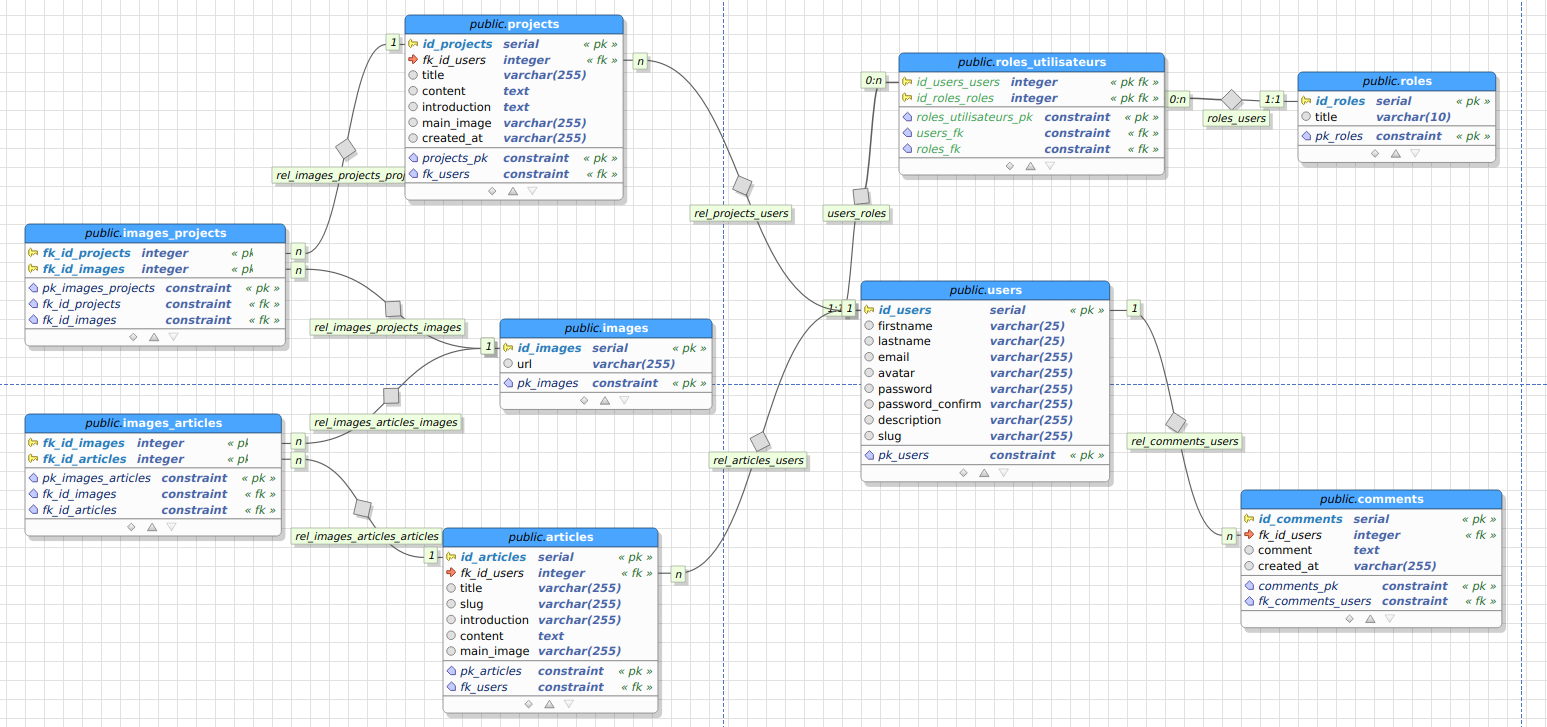 public.projects
1 id_projects serial « pk »
fk_id_users integer « fk » n
title varchar(255)
content text
introduction text
main_image varchar(255)
created_at varchar(255)
projects_pk constraint « pk »
fk_users constraint « fk »
rel_images_projects_proj
public.roles_utilisateurs
0:n id_users_users integer « pk fk »
id_roles_roles integer « pk fk » 0:n
roles_utilisateurs_pk constraint « pk »
users_fk constraint « fk »
roles_fk constraint « fk »
roles_users
public.roles
1:1 id_roles serial « pk »
title varchar(10)
pk_roles constraint « pk »
rel_projects_users
users_roles
public.images_projects
fk_id_projects integer « pk n
fk_id_images integer « pk n
pk_images_projects constraint « pk »
fk_id_projects constraint « fk »
fk_id_images constraint « fk »
rel_images_projects_images
public.images
1 id_images serial « pk »
url varchar(255)
pk_images constraint « pk »
public.users
1:1 1 id_users serial « pk » 1
firstname varchar(25)
lastname varchar(25)
email varchar(255)
avatar varchar(255)
password varchar(255)
password_confirm varchar(255)
description varchar(255)
slug varchar(255)
pk_users constraint « pk »
rel_images_articles_images
public.images_articles
fk_id_images integer « pk n
fk_id_articles integer « pk n
pk_images_articles constraint « pk »
fk_id_images constraint « fk »
fk_id_articles constraint « fk »
rel_images_articles_articles
rel_articles_users
rel_comments_users
public.articles
1 id_articles serial « pk »
fk_id_users integer « fk » n
title varchar(255)
slug varchar(255)
introduction varchar(255)
content text
main_image varchar(255)
pk_articles constraint « pk »
fk_users constraint « fk »
public.comments
id_comments serial « pk »
n fk_id_users integer « fk »
comment text
created_at varchar(255)
comments_pk constraint « pk »
fk_comments_users constraint « fk »